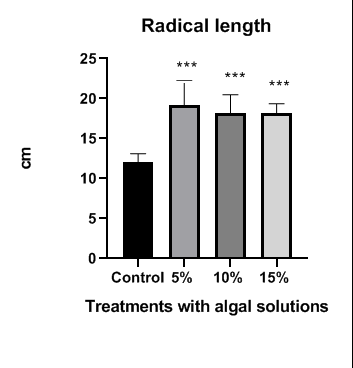 Radical length
25
20
15
10
5
0
cm
***
***
***
Control 5% 10% 15%
Treatments with algal solutions